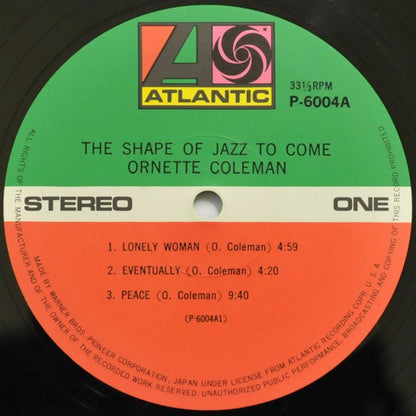 A
ATLANTIC
33⅓RPM
P-6004A
THE SHAPE OF JAZZ TO COME
ORNETTE COLEMAN
STEREO
ONE
1. LONELY WOMAN (O. Coleman) 4:59
2. EVENTUALLY (O. Coleman) 4:20
3. PEACE (O. Coleman) 9:40
(P-6004A1)
MADE BY WARNER BROS. PIONEER CORPORATION, JAPAN UNDER LICENSE FROM ATLANTIC RECORDING CORP. U.S.A.
ALL RIGHTS OF THE MANUFACTURER AND OF THE OWNER OF THE RECORDED WORK RESERVED. UNAUTHORIZED PUBLIC PERFORMANCE, BROADCASTING AND COPYING OF THIS RECORD PROHIBITED.